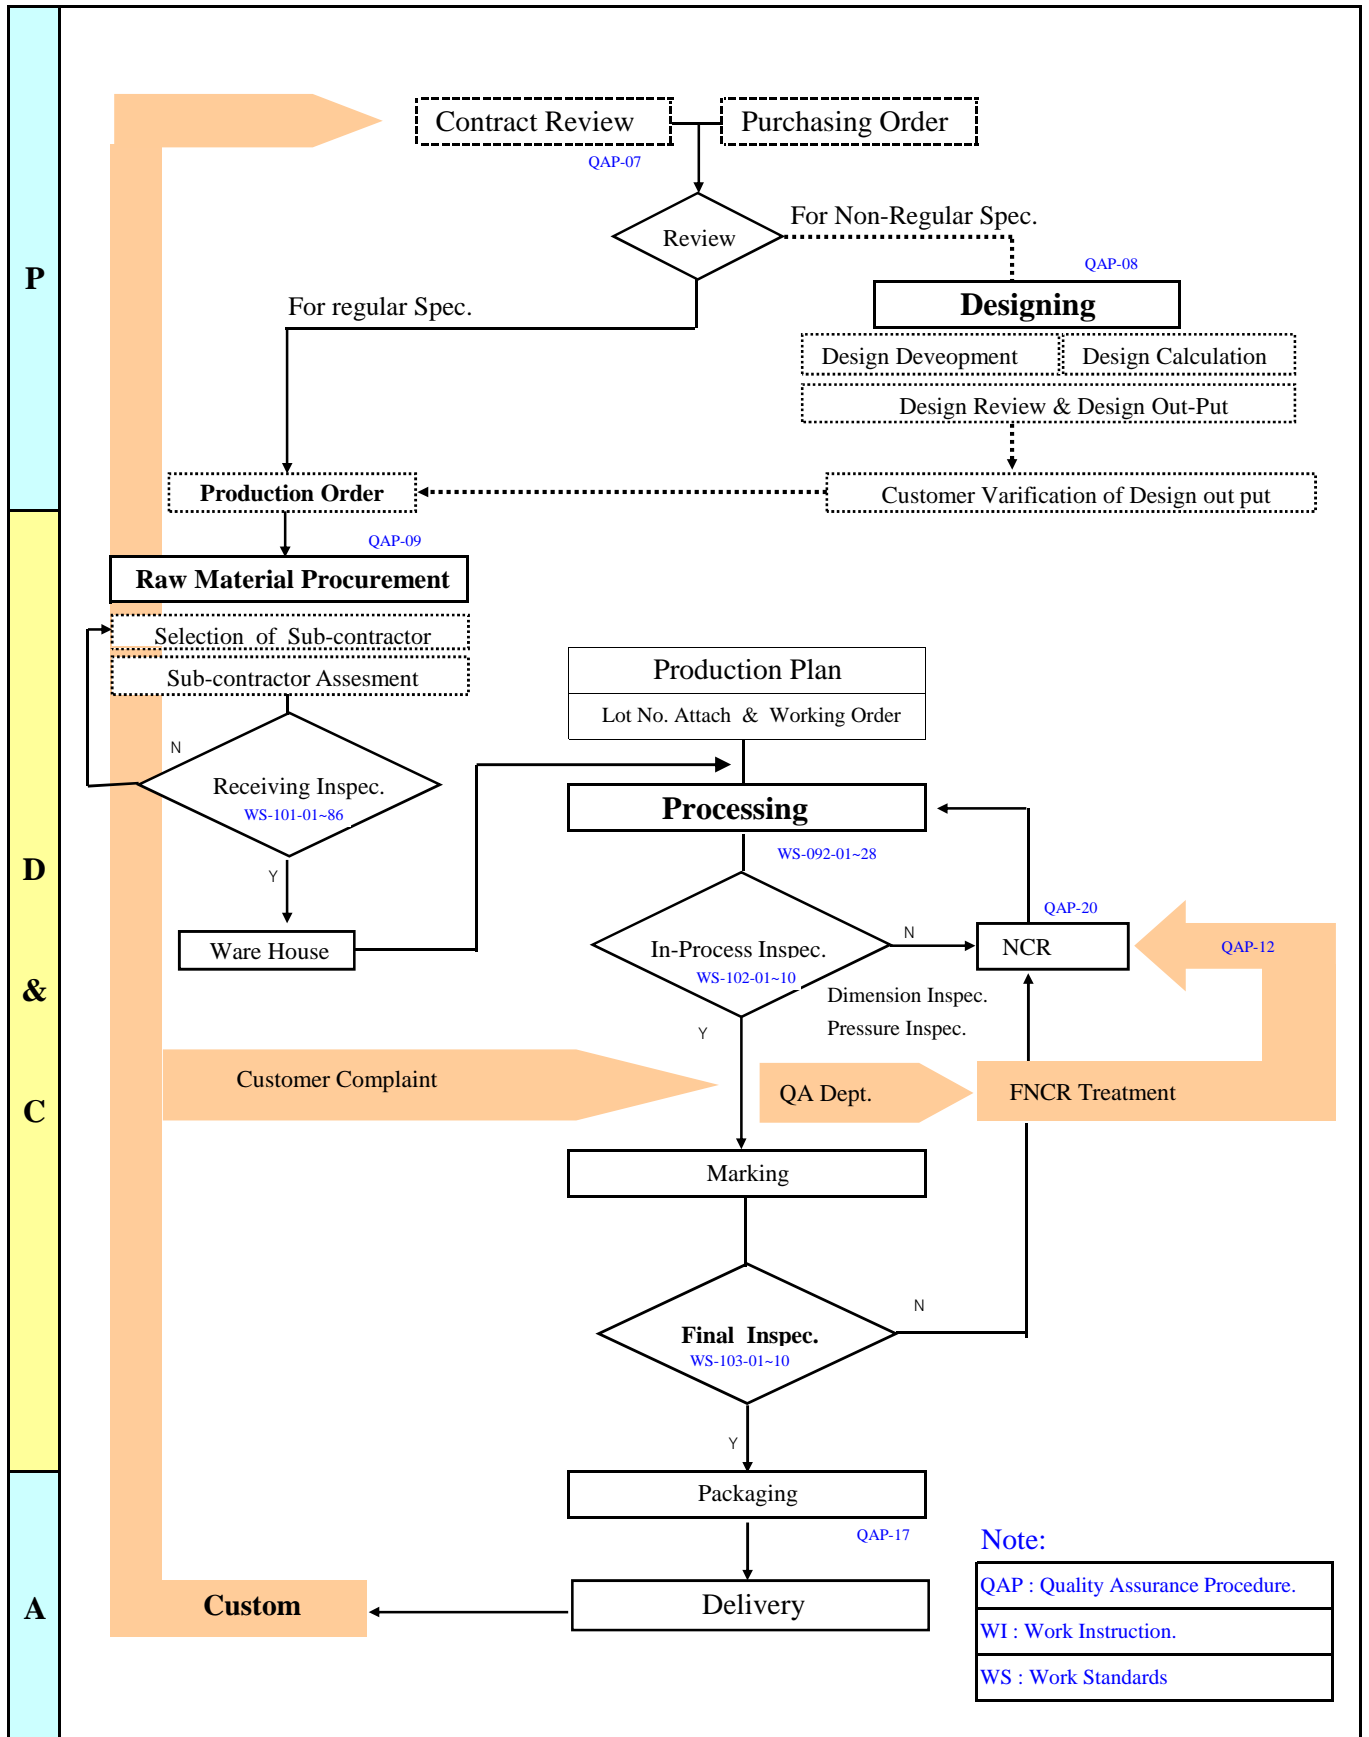 Contract Review
Purchasing Order
QAP-07
Review
For Non-Regular Spec.
QAP-08
P
For regular Spec.
Designing
Design Deveopment
Design Calculation
Design Review & Design Out-Put
Production Order
Customer Varification of Design out put
QAP-09
Raw Material Procurement
Selection of Sub-contractor
Sub-contractor Assesment
Production Plan
Lot No. Attach & Working Order
N
Receiving Inspec.
WS-101-01~86
Processing
WS-092-01~28
D
Y
QAP-20
Ware House
In-Process Inspec.
WS-102-01~10
N
NCR
QAP-12
&
Dimension Inspec.
Pressure Inspec.
Y
Customer Complaint
QA Dept.
FNCR Treatment
C
Marking
N
Final Inspec.
WS-103-01~10
Y
Packaging
QAP-17
Note:
QAP : Quality Assurance Procedure.
A
Custom
Delivery
WI : Work Instruction.
WS : Work Standards